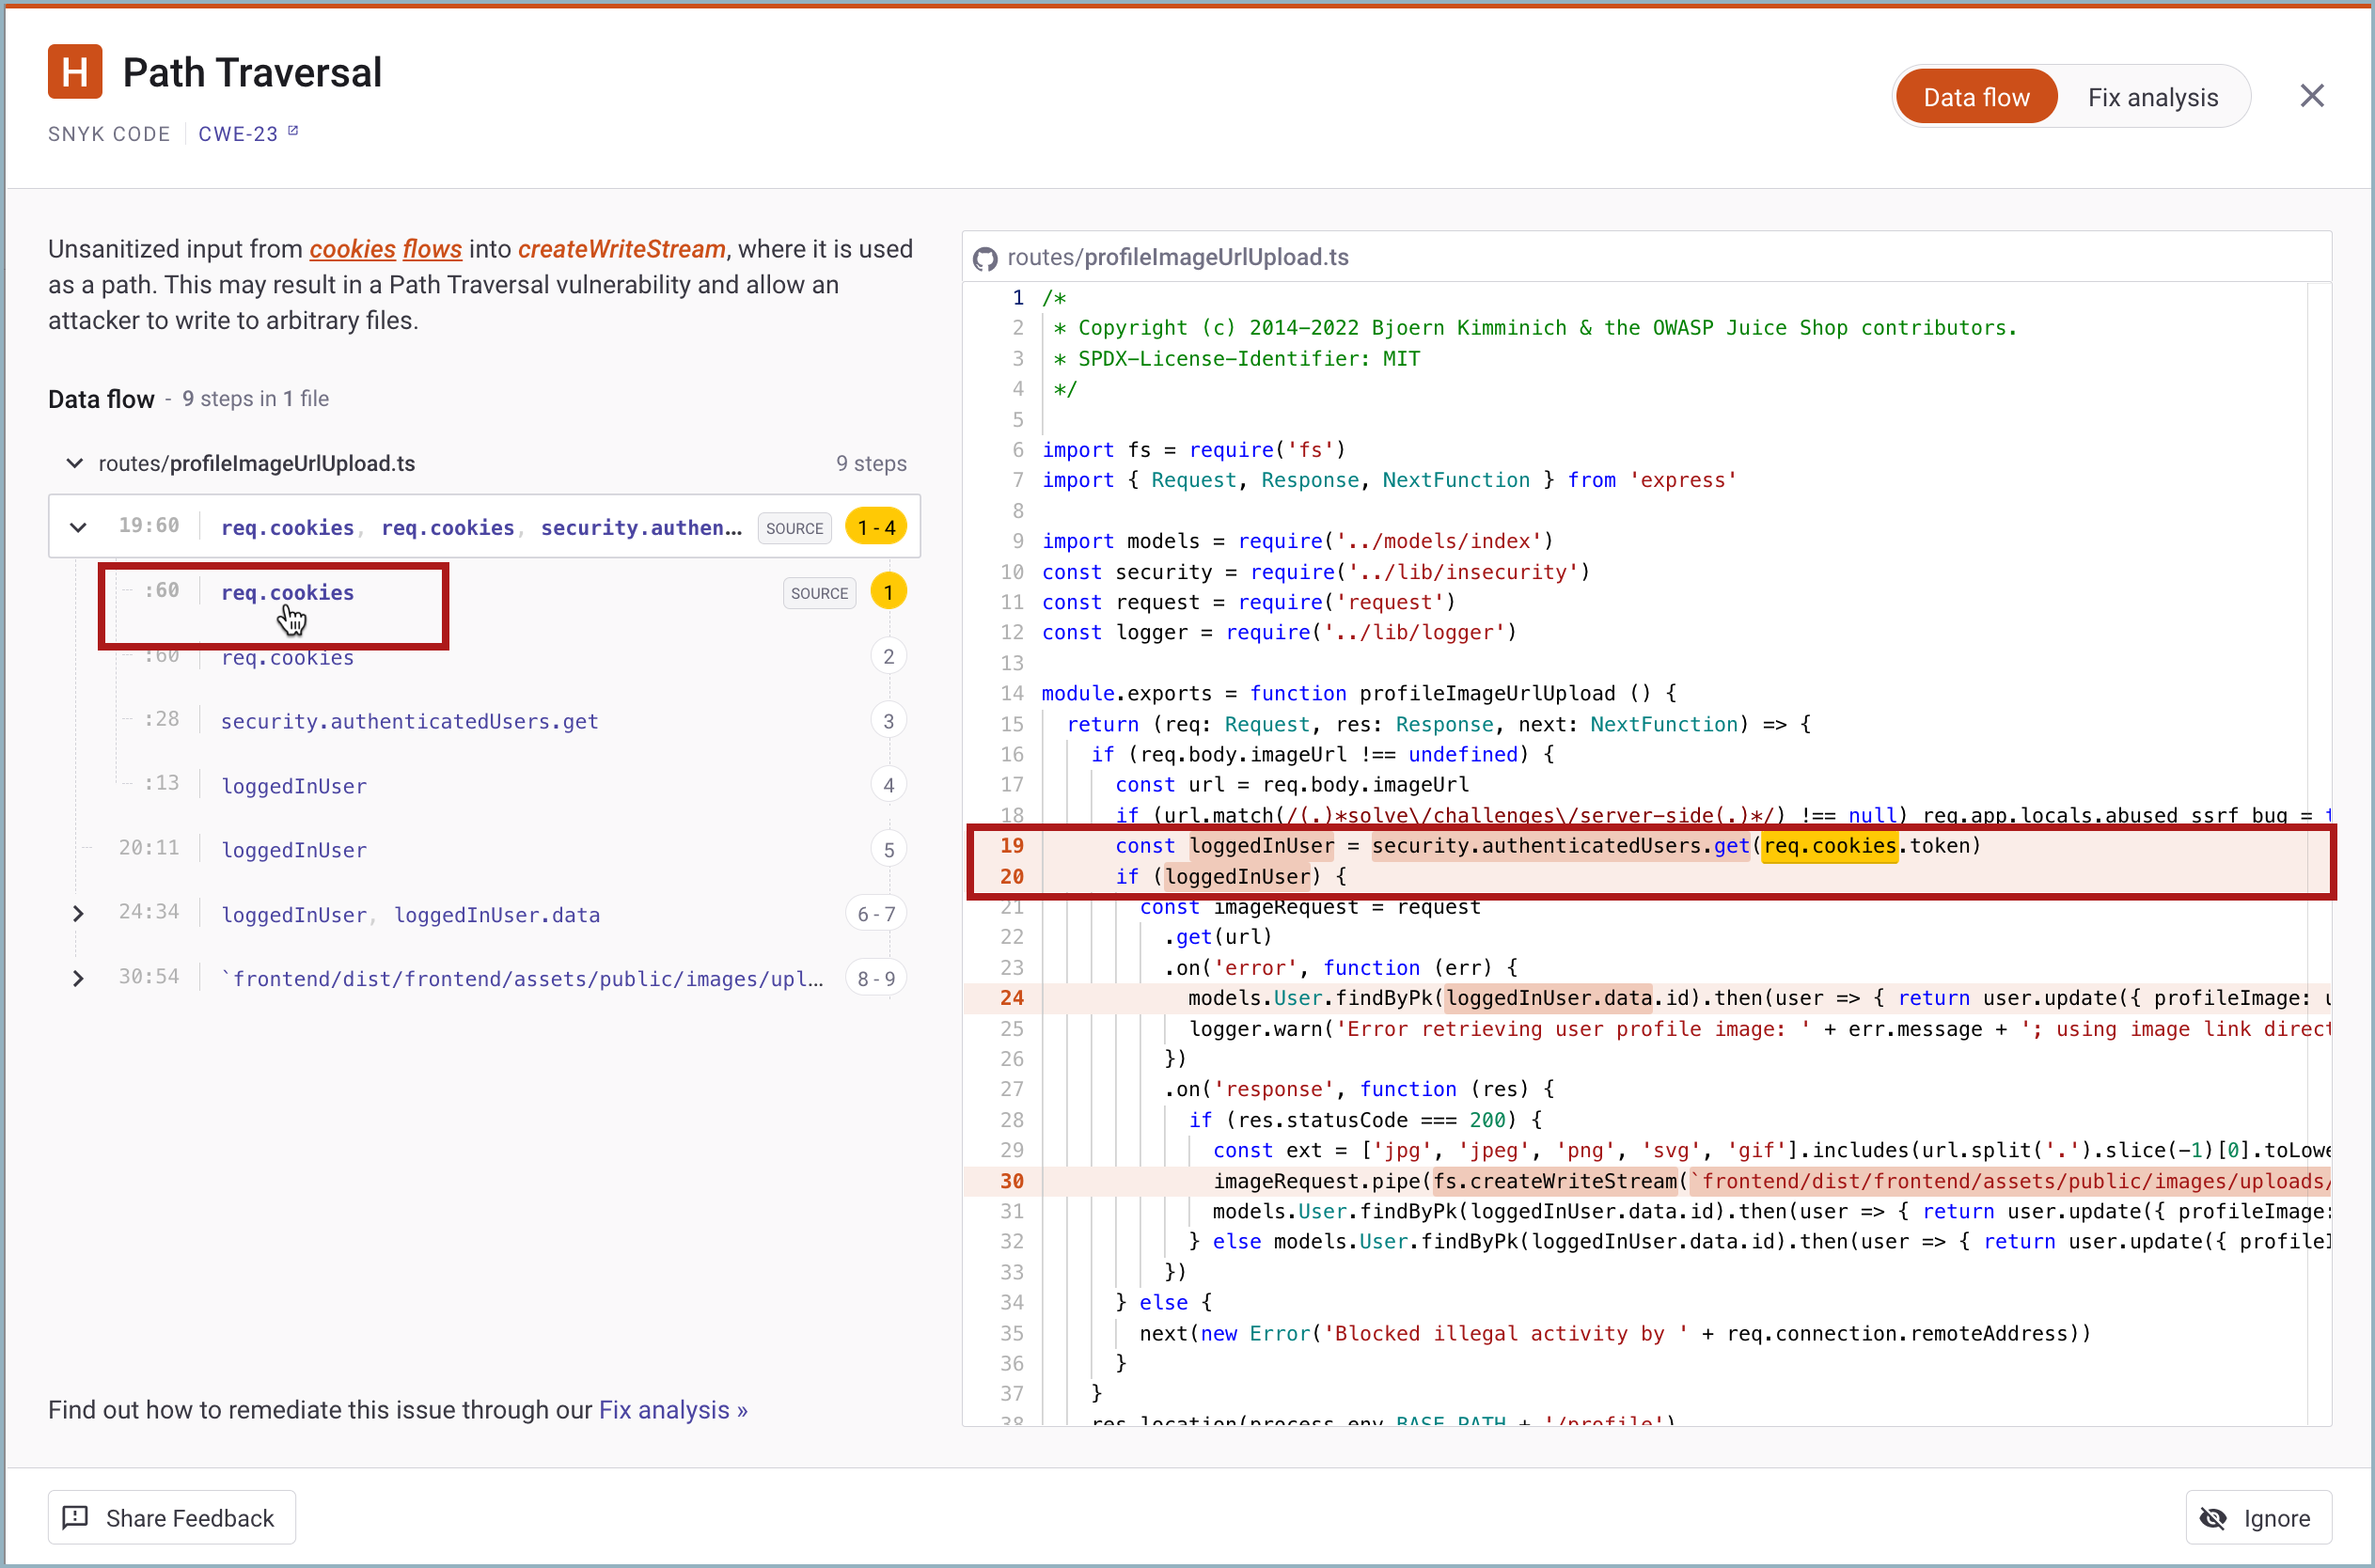 H Path Traversal
SNYK CODE CWE-23
Data flow Fix analysis
Unsanitized input from cookies flows into createWriteStream, where it is used
as a path. This may result in a Path Traversal vulnerability and allow an
attacker to write to arbitrary files.
Data flow - 9 steps in 1 file
routes/profileImageUrlUpload.ts 9 steps
19:60 req.cookies, req.cookies, security.authen... SOURCE 1 - 4
:60 req.cookies SOURCE 1
:60 req.cookies 2
:28 security.authenticatedUsers.get 3
:13 loggedInUser 4
20:11 loggedInUser 5
24:34 loggedInUser, loggedInUser.data 6 - 7
30:54 `frontend/dist/frontend/assets/public/images/upl... 8 - 9
Find out how to remediate this issue through our Fix analysis »
routes/profileImageUrlUpload.ts
1 /*
2 * Copyright (c) 2014-2022 Bjoern Kimminich & the OWASP Juice Shop contributors.
3 * SPDX-License-Identifier: MIT
4 */
5
6 import fs = require('fs')
7 import { Request, Response, NextFunction } from 'express'
8
9 import models = require('../models/index')
10 const security = require('../lib/insecurity')
11 const request = require('request')
12 const logger = require('../lib/logger')
13
14 module.exports = function profileImageUrlUpload () {
15 return (req: Request, res: Response, next: NextFunction) => {
16 if (req.body.imageUrl !== undefined) {
17 const url = req.body.imageUrl
18 if (url.match(/(.)*solve\/challenges\/server-side(.)*/) !== null) req.app.locals.abused_ssrf_bug = t
19 const loggedInUser = security.authenticatedUsers.get(req.cookies.token)
20 if (loggedInUser) {
21 const imageRequest = request
22 .get(url)
23 .on('error', function (err) {
24 models.User.findByPk(loggedInUser.data.id).then(user => { return user.update({ profileImage: u
25 logger.warn('Error retrieving user profile image: ' + err.message + '; using image link direct
26 })
27 .on('response', function (res) {
28 if (res.statusCode === 200) {
29 const ext = ['jpg', 'jpeg', 'png', 'svg', 'gif'].includes(url.split('.').slice(-1)[0].toLowe
30 imageRequest.pipe(fs.createWriteStream(`frontend/dist/frontend/assets/public/images/uploads/
31 models.User.findByPk(loggedInUser.data.id).then(user => { return user.update({ profileImage:
32 } else models.User.findByPk(loggedInUser.data.id).then(user => { return user.update({ profileI
33 })
34 } else {
35 next(new Error('Blocked illegal activity by ' + req.connection.remoteAddress))
36 }
37 }
38 res.location(process.env.BASE_PATH + '/profile')
Share Feedback
Ignore